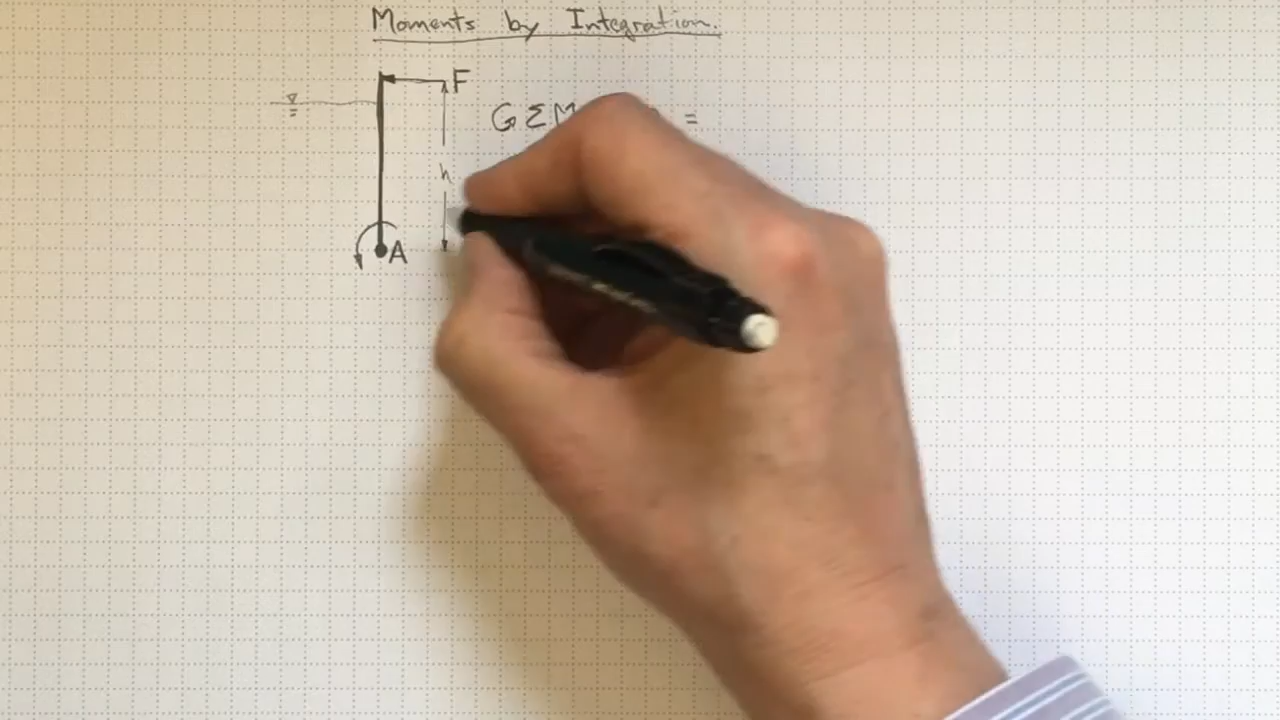 Moments by Integration.
F
GΣM =
h
A